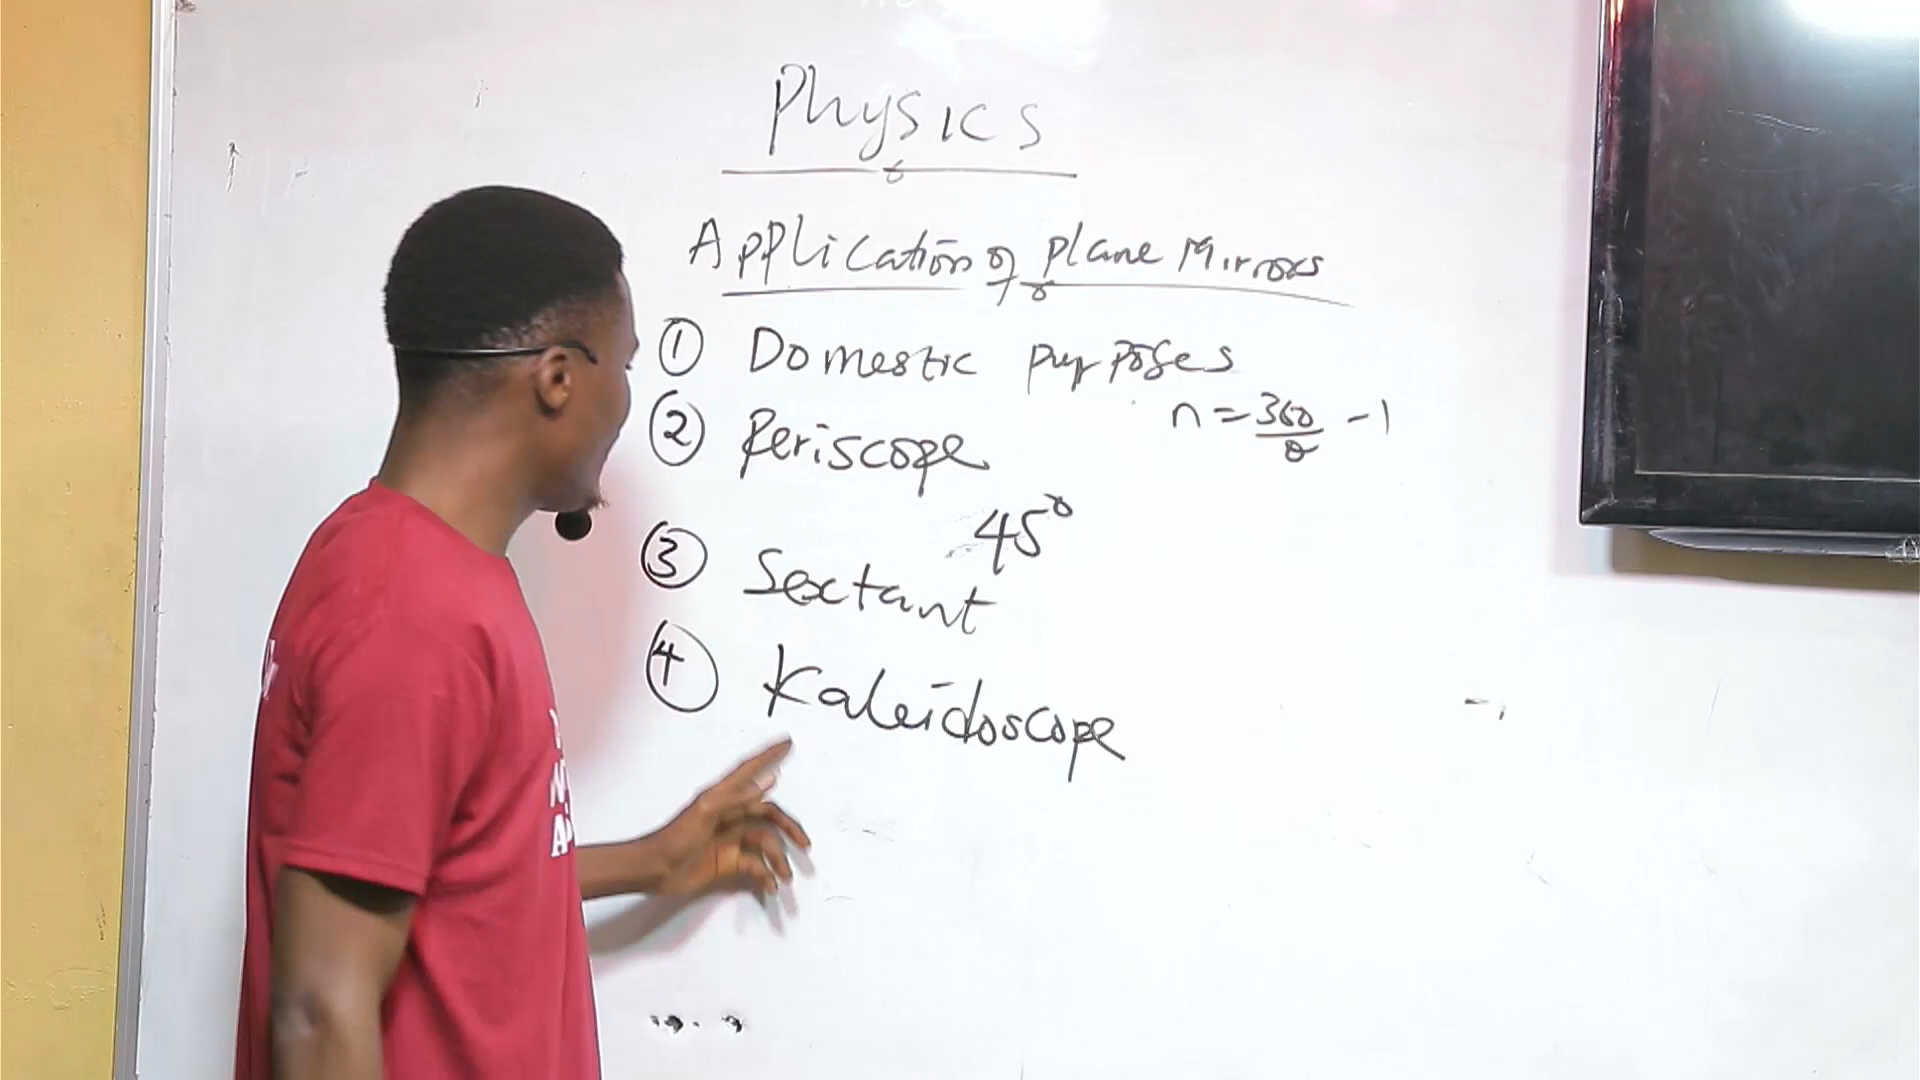 Physics
Application of plane Mirrors
① Domestic purposes
n = 360/θ - 1
② Periscope
45°
③ Sextant
④ Kaleidoscope